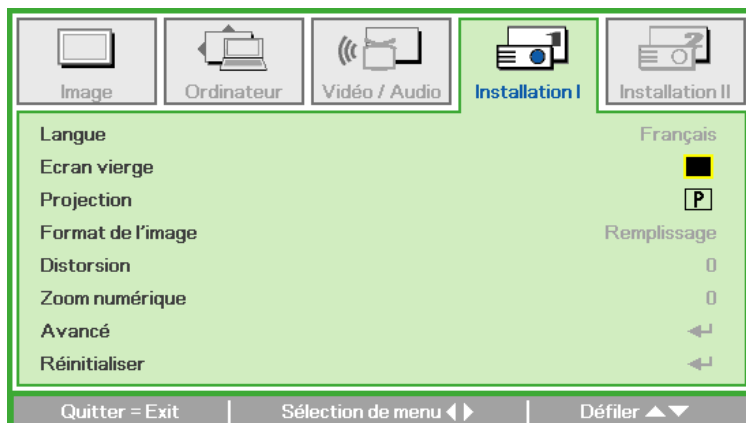 Image Ordinateur Vidéo / Audio Installation I Installation II
Langue Français
Ecran vierge
Projection P
Format de l'image Remplissage
Distorsion 0
Zoom numérique 0
Avancé
Réinitialiser
Quitter = Exit Sélection de menu Défiler